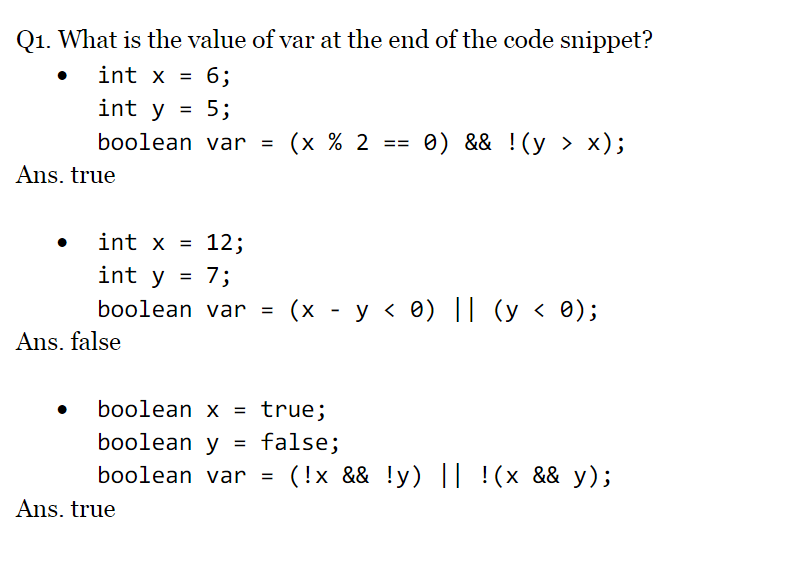 Q1. What is the value of var at the end of the code snippet?
• int x = 6;
int y = 5;
boolean var = (x % 2 == 0) && !(y > x);
Ans. true
• int x = 12;
int y = 7;
boolean var = (x - y < 0) || (y < 0);
Ans. false
• boolean x = true;
boolean y = false;
boolean var = (!x && !y) || !(x && y);
Ans. true